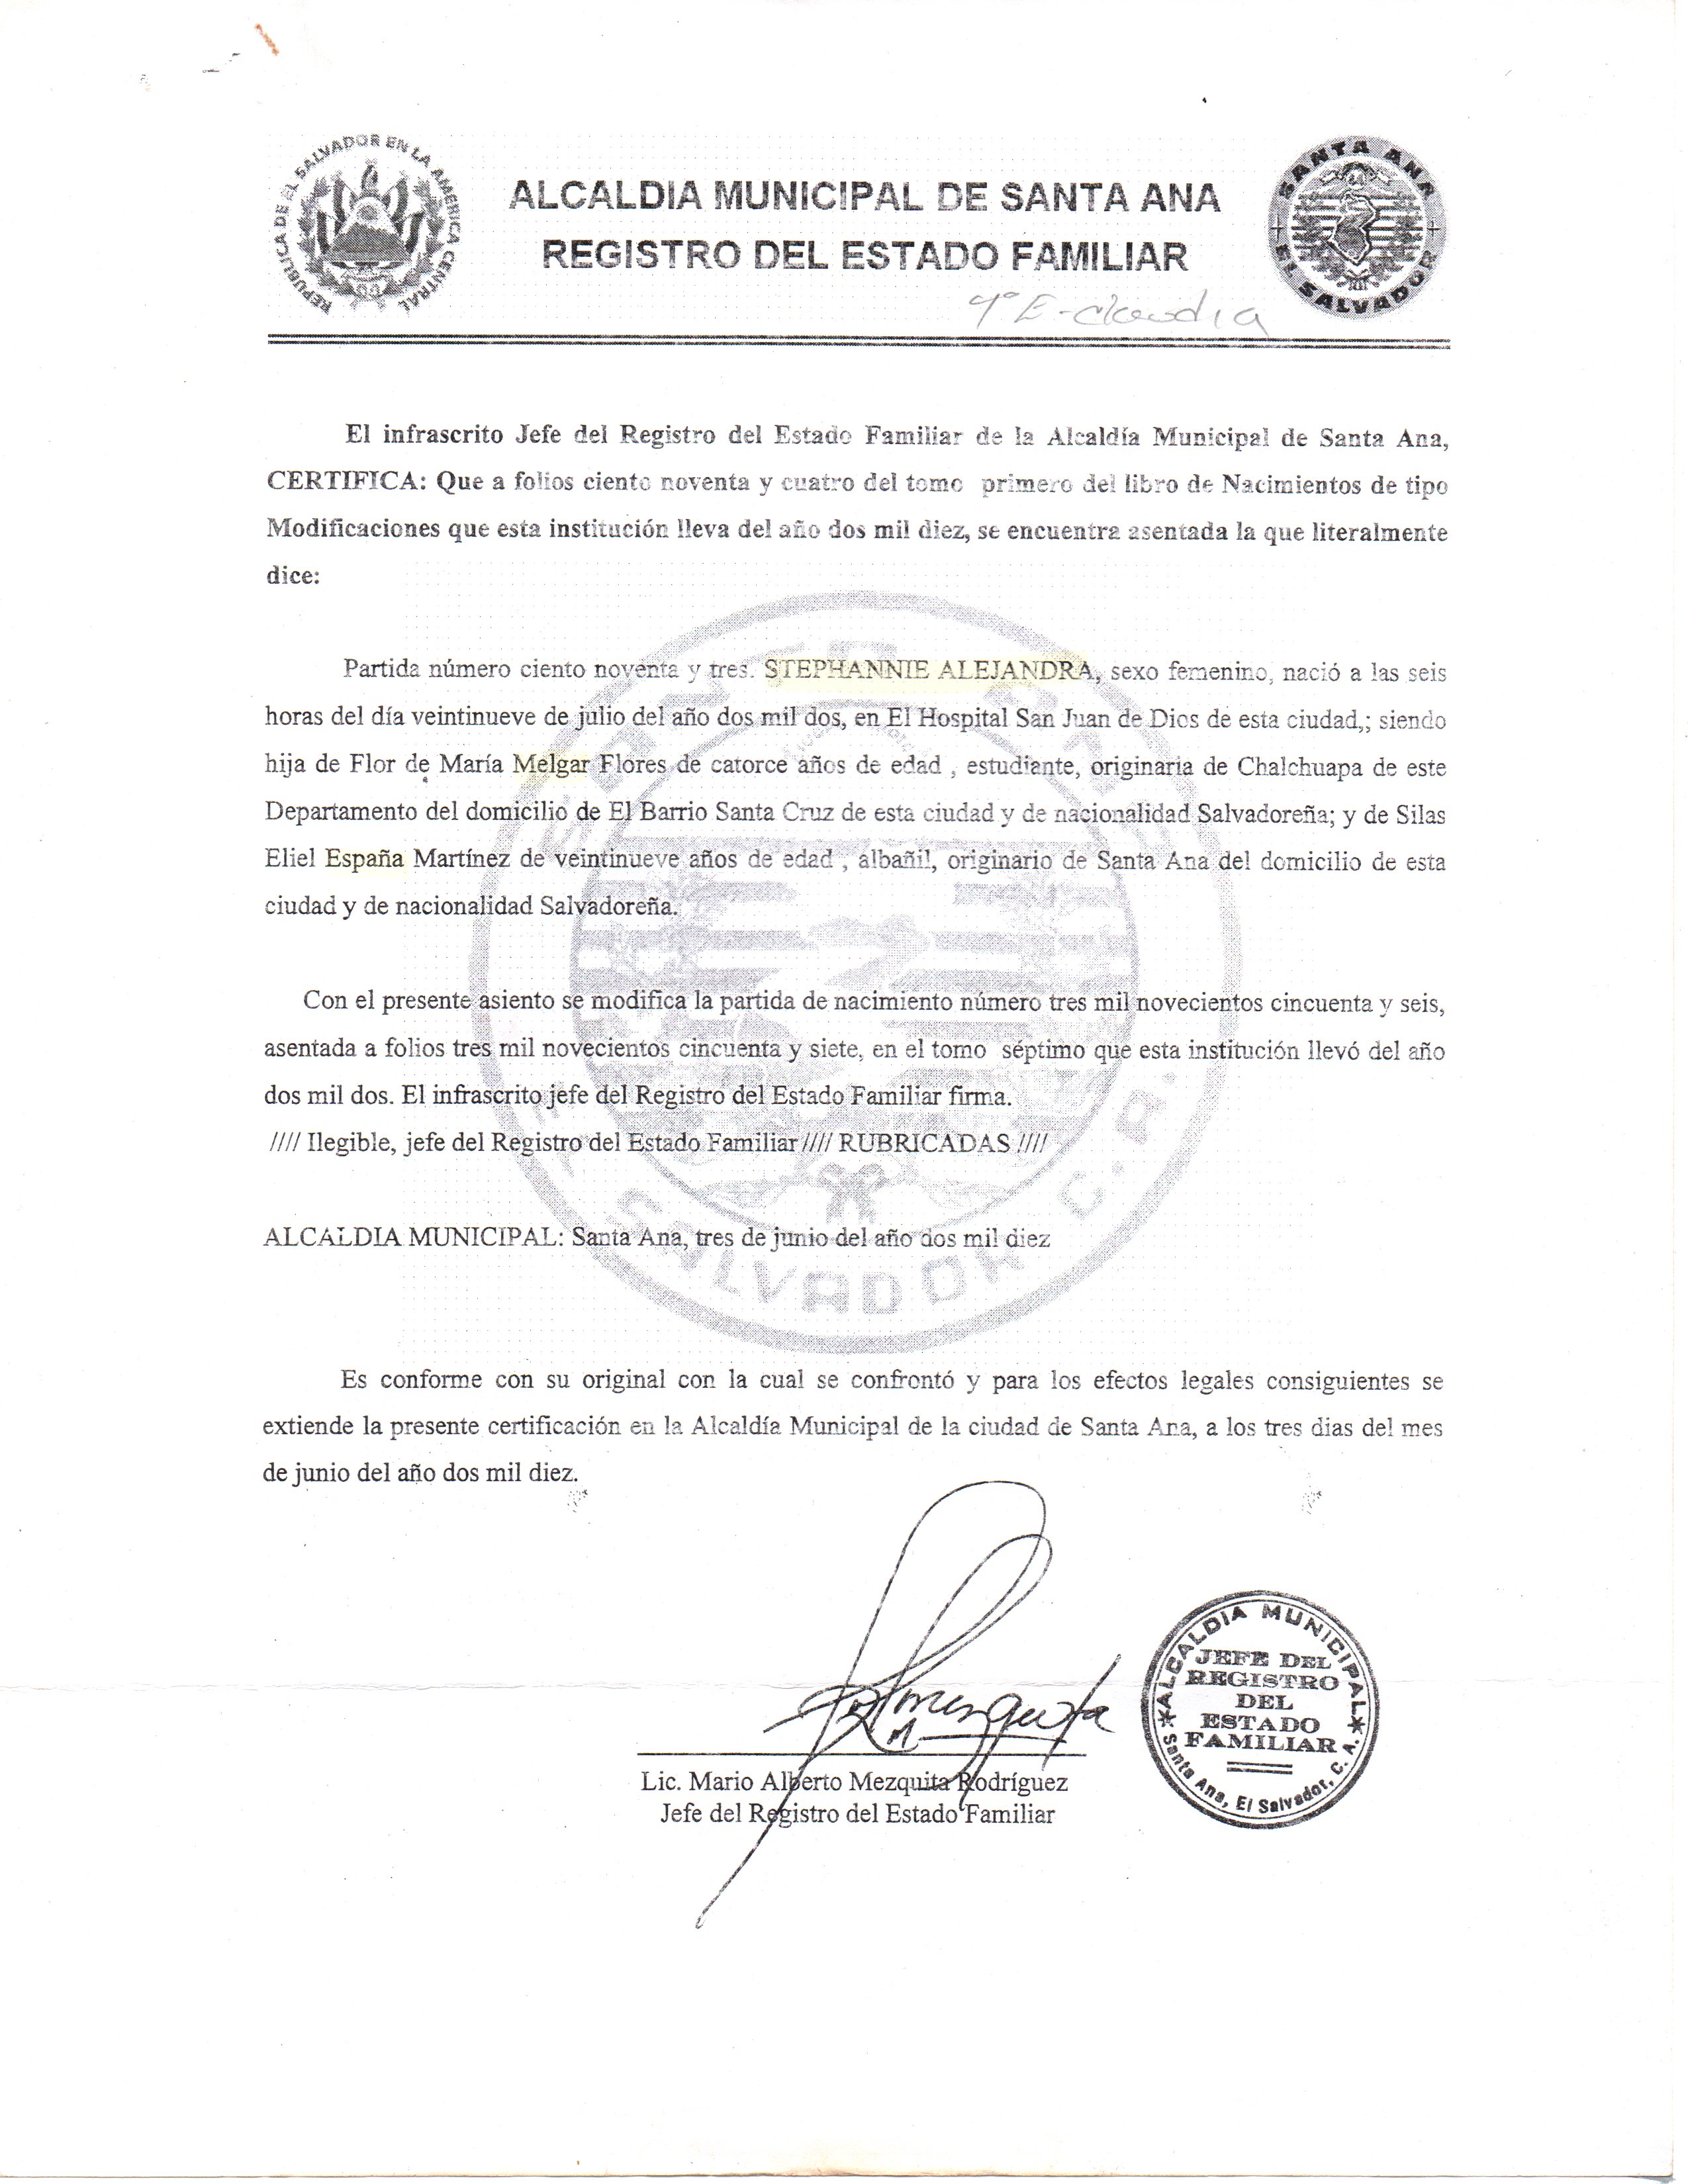 REPUBLICA DE EL SALVADOR EN LA AMERICA CENTRAL
ALCALDIA MUNICIPAL DE SANTA ANA
REGISTRO DEL ESTADO FAMILIAR
SANTA ANA
EL SALVADOR
9° E-claudia
El infrascrito Jefe del Registro del Estado Familiar de la Alcaldía Municipal de Santa Ana,
CERTIFICA: Que a folios ciento noventa y cuatro del tomo primero del libro de Nacimientos de tipo
Modificaciones que esta institución lleva del año dos mil diez, se encuentra asentada la que literalmente
dice:
Partida número ciento noventa y tres. STEPHANNIE ALEJANDRA, sexo femenino, nació a las seis
horas del día veintinueve de julio del año dos mil dos, en El Hospital San Juan de Dios de esta ciudad,; siendo
hija de Flor de María Melgar Flores de catorce años de edad , estudiante, originaria de Chalchuapa de este
Departamento del domicilio de El Barrio Santa Cruz de esta ciudad y de nacionalidad Salvadoreña; y de Silas
Eliel España Martínez de veintinueve años de edad , albañil, originario de Santa Ana del domicilio de esta
ciudad y de nacionalidad Salvadoreña.
Con el presente asiento se modifica la partida de nacimiento número tres mil novecientos cincuenta y seis,
asentada a folios tres mil novecientos cincuenta y siete, en el tomo séptimo que esta institución llevó del año
dos mil dos. El infrascrito jefe del Registro del Estado Familiar firma.
//// Ilegible, jefe del Registro del Estado Familiar //// RUBRICADAS ////
ALCALDIA MUNICIPAL: Santa Ana, tres de junio del año dos mil diez
SALVADOR C. A.
Es conforme con su original con la cual se confrontó y para los efectos legales consiguientes se
extiende la presente certificación en la Alcaldía Municipal de la ciudad de Santa Ana, a los tres dias del mes
de junio del año dos mil diez.
Lic. Mario Alberto Mezquita Rodríguez
Jefe del Registro del Estado Familiar
ALCALDIA MUNICIPAL
JEFE DEL
REGISTRO
DEL
ESTADO
FAMILIAR
Santa Ana, El Salvador, C. A.